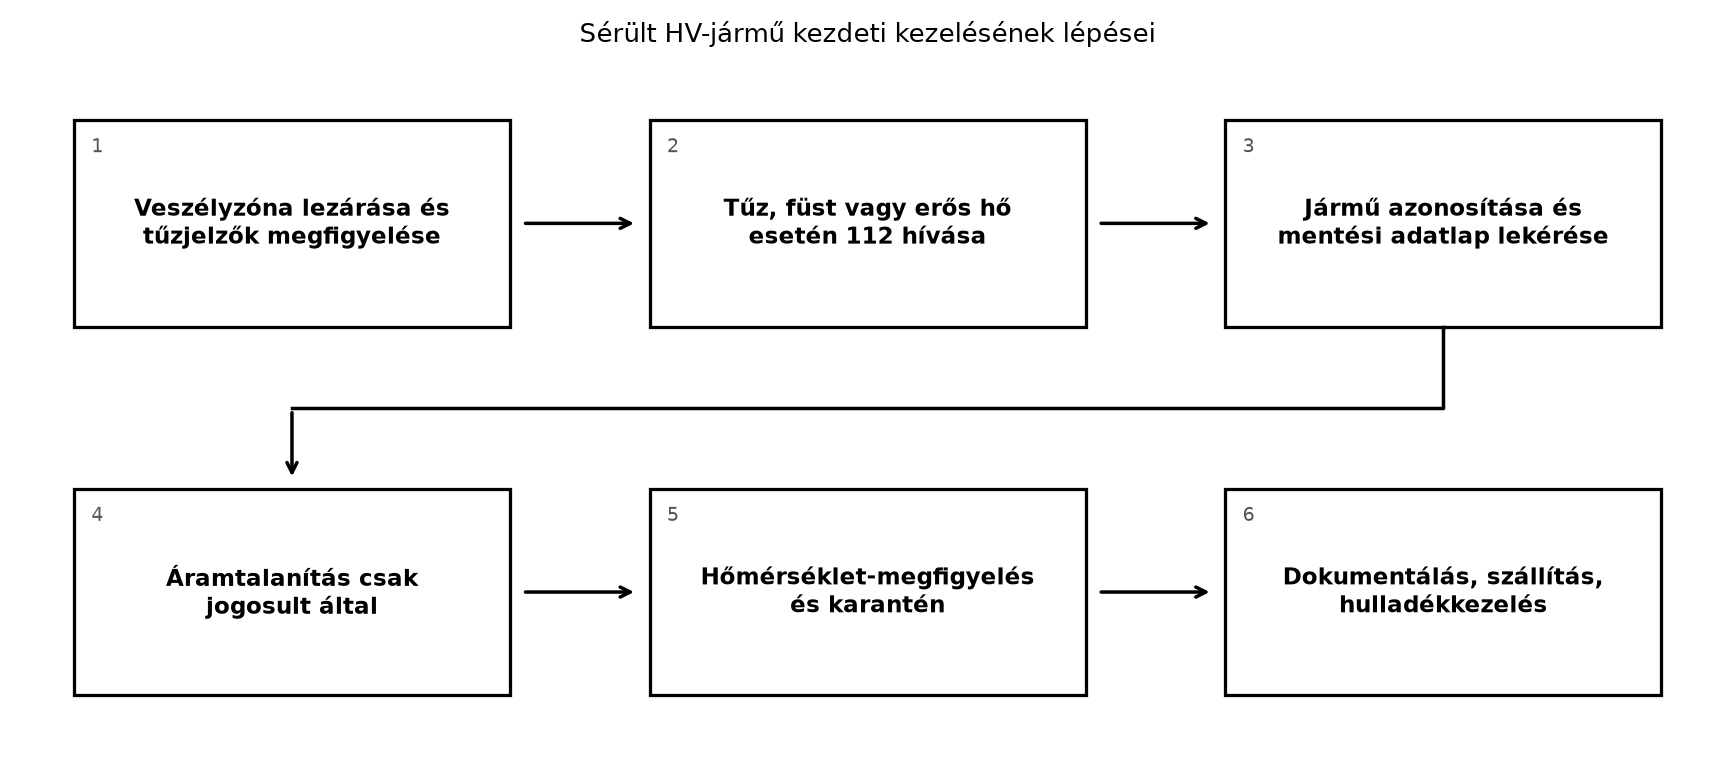 Sérült HV-jármű kezdeti kezelésének lépései
1
Veszélyzóna lezárása és
tűzjelzők megfigyelése
2
Tűz, füst vagy erős hő
esetén 112 hívása
3
Jármű azonosítása és
mentési adatlap lekérése
4
Áramtalanítás csak
jogosult által
5
Hőmérséklet-megfigyelés
és karantén
6
Dokumentálás, szállítás,
hulladékkezelés